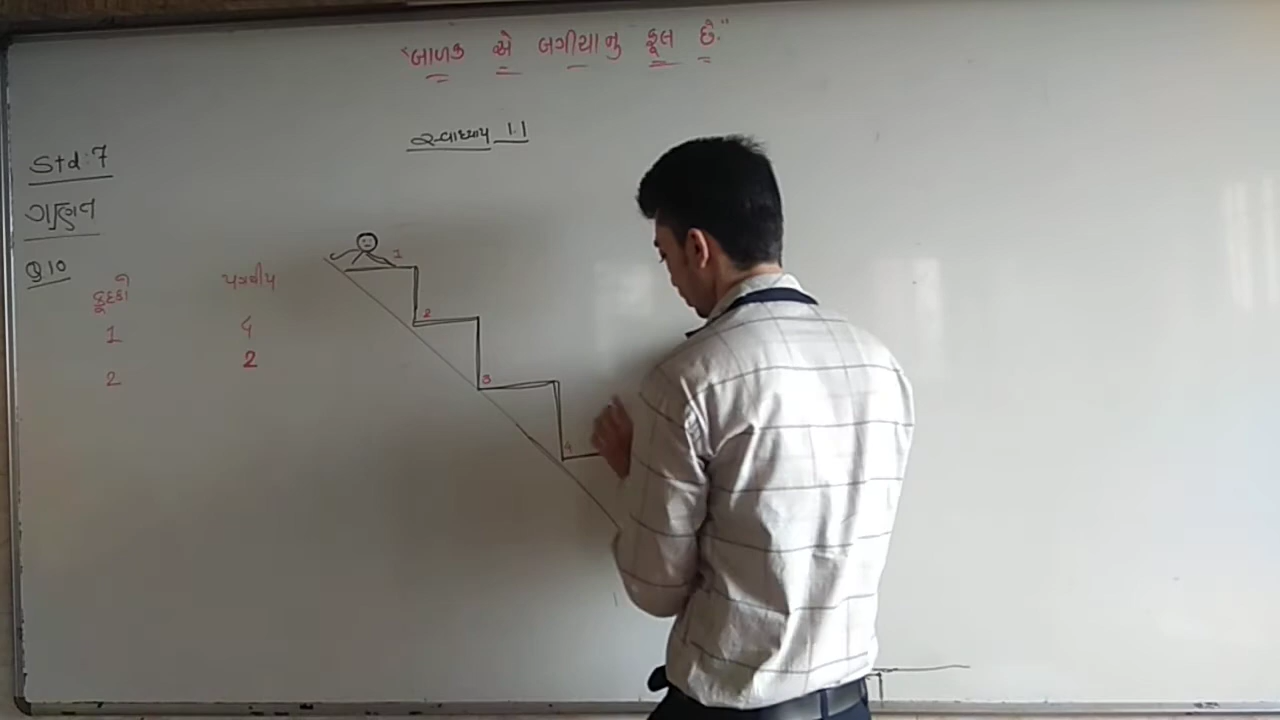 "બાળક એ બગીચાનુ ફૂલ છે."
સ્વાધ્યાય 1.1
Std:7
ગણિત
Q.10
કૂદકો પગથીયુ
1 4
2 2
1
2
3
4